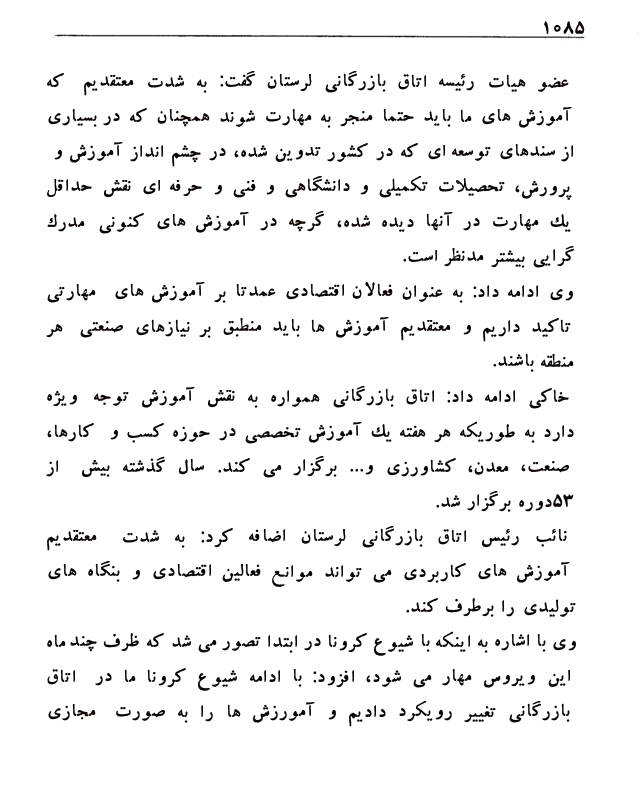 ۱۰۸۵
عضو هیات رئیسه اتاق بازرگانی لرستان گفت: به شدت معتقدیم که
آموزش های ما باید حتما منجر به مهارت شوند همچنان که در بسیاری
از سندهای توسعه ای که در کشور تدوین شده، در چشم انداز آموزش و
پرورش، تحصیلات تکمیلی و دانشگاهی و فنی و حرفه ای نقش حداقل
یك مهارت در آنها دیده شده، گرچه در آموزش های کنونی مدرك
گرایی بیشتر مدنظر است.
وی ادامه داد: به عنوان فعالان اقتصادی عمدتا بر آموزش های مهارتی
تاکید داریم و معتقدیم آموزش ها باید منطبق بر نیازهای صنعتی هر
منطقه باشند.
خاکی ادامه داد: اتاق بازرگانی همواره به نقش آموزش توجه ویژه
دارد به طوریکه هر هفته یك آموزش تخصصی در حوزه کسب و کارها،
صنعت، معدن، کشاورزی و... برگزار می کند. سال گذشته بیش از
۵۳دوره برگزار شد.
نائب رئیس اتاق بازرگانی لرستان اضافه کرد: به شدت معتقدیم
آموزش های کاربردی می تواند موانع فعالین اقتصادی و بنگاه های
تولیدی را برطرف کند.
وی با اشاره به اینکه با شیوع کرونا در ابتدا تصور می شد که ظرف چند ماه
این ویروس مهار می شود، افزود: با ادامه شیوع کرونا ما در اتاق
بازرگانی تغییر رویکرد دادیم و آمورزش ها را به صورت مجازی